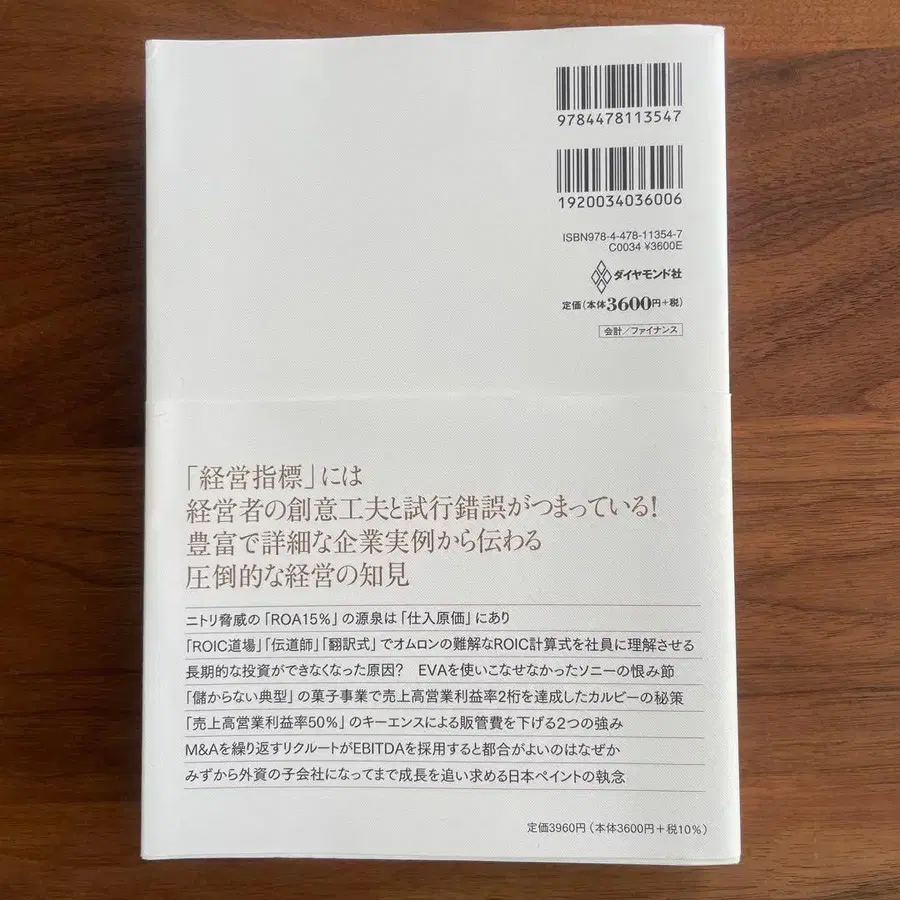 9784478113547
1920034036006
ISBN978-4-478-11354-7
C0034 ¥3600E
ダイヤモンド社
定価(本体3600円+税)
会計/ファイナンス
「経営指標」には
経営者の創意工夫と試行錯誤がつまっている!
豊富で詳細な企業実例から伝わる
圧倒的な経営の知見
ニトリ脅威の「ROA15%」の源泉は「仕入原価」にあり
「ROIC道場」「伝道師」「翻訳式」でオムロンの難解なROIC計算式を社員に理解させる
長期的な投資ができなくなった原因? EVAを使いこなせなかったソニーの恨み節
「儲からない典型」の菓子事業で売上高営業利益率2桁を達成したカルビーの秘策
「売上高営業利益率50%」のキーエンスによる販管費を下げる2つの強み
M&Aを繰り返すリクルートがEBITDAを採用すると都合がよいのはなぜか
みずから外資の子会社になってまで成長を追い求める日本ペイントの執念
定価3960円(本体3600円+税10%)